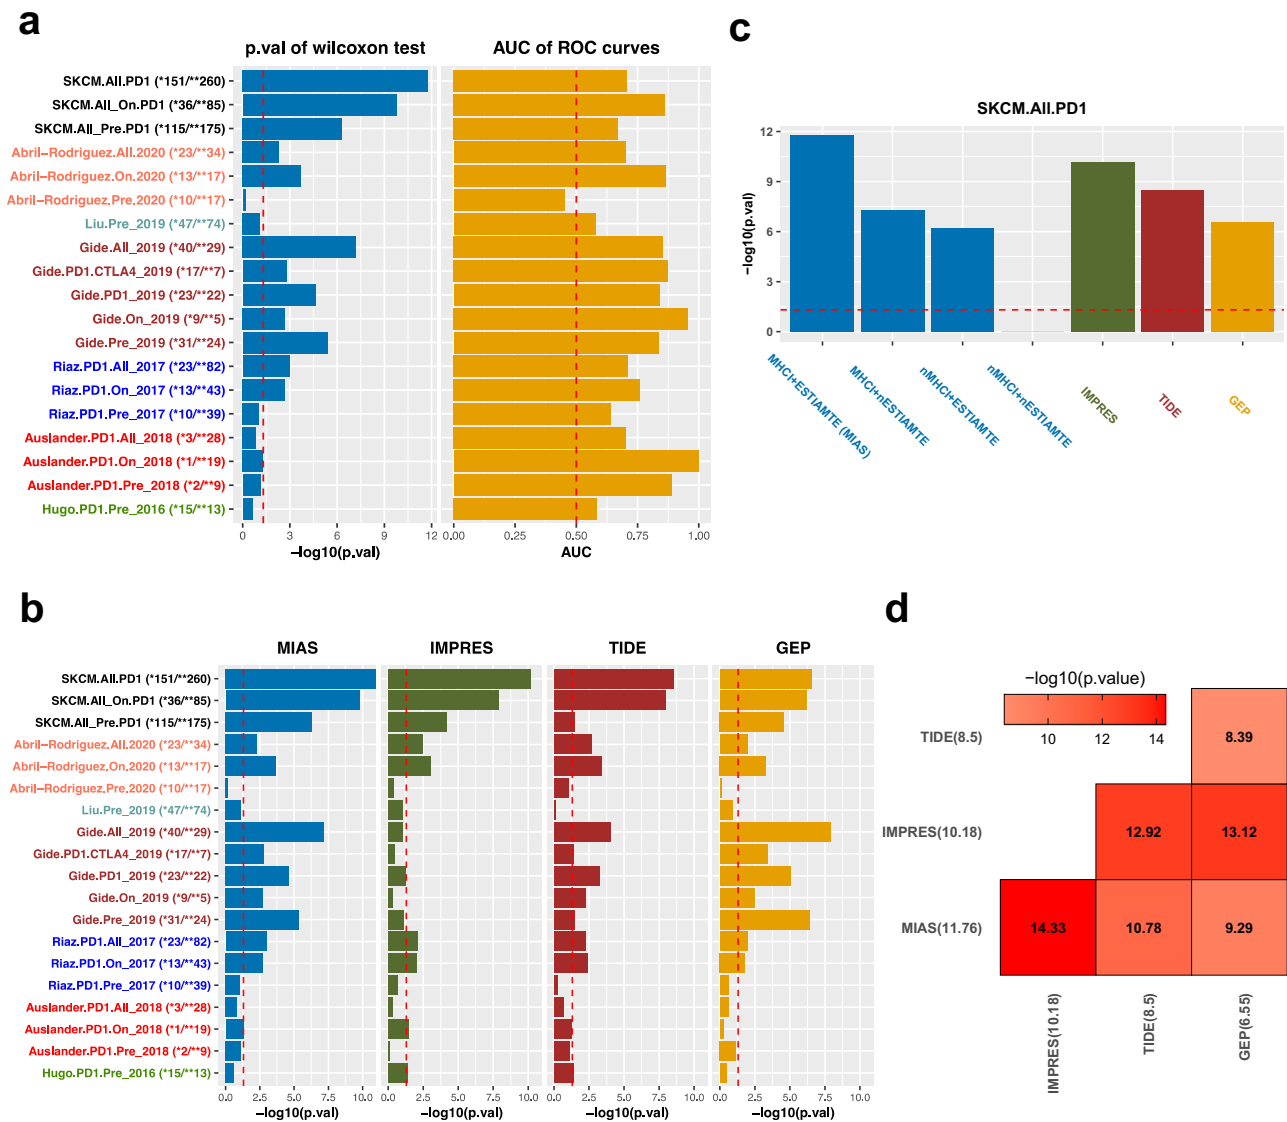 a
p.val of wilcoxon test
AUC of ROC curves
SKCM.All.PD1 (*151/**260)
SKCM.All_On.PD1 (*36/**85)
SKCM.All_Pre.PD1 (*115/**175)
Abril−Rodriguez.All.2020 (*23/**34)
Abril−Rodriguez.On.2020 (*13/**17)
Abril−Rodriguez.Pre.2020 (*10/**17)
Liu.Pre_2019 (*47/**74)
Gide.All_2019 (*40/**29)
Gide.PD1.CTLA4_2019 (*17/**7)
Gide.PD1_2019 (*23/**22)
Gide.On_2019 (*9/**5)
Gide.Pre_2019 (*31/**24)
Riaz.PD1.All_2017 (*23/**82)
Riaz.PD1.On_2017 (*13/**43)
Riaz.PD1.Pre_2017 (*10/**39)
Auslander.PD1.All_2018 (*3/**28)
Auslander.PD1.On_2018 (*1/**19)
Auslander.PD1.Pre_2018 (*2/**9)
Hugo.PD1.Pre_2016 (*15/**13)
0 3 6 9 12
−log10(p.val)
0.00 0.25 0.50 0.75 1.00
AUC
c
SKCM.All.PD1
−log10(p.val)
12
9
6
3
0
MHCI+ESTIAMTE (MIAS)
MHCI+nESTIAMTE
nMHCI+ESTIAMTE
nMHCI+nESTIAMTE
IMPRES
TIDE
GEP
b
MIAS
IMPRES
TIDE
GEP
SKCM.All.PD1 (*151/**260)
SKCM.All_On.PD1 (*36/**85)
SKCM.All_Pre.PD1 (*115/**175)
Abril−Rodriguez.All.2020 (*23/**34)
Abril−Rodriguez.On.2020 (*13/**17)
Abril−Rodriguez.Pre.2020 (*10/**17)
Liu.Pre_2019 (*47/**74)
Gide.All_2019 (*40/**29)
Gide.PD1.CTLA4_2019 (*17/**7)
Gide.PD1_2019 (*23/**22)
Gide.On_2019 (*9/**5)
Gide.Pre_2019 (*31/**24)
Riaz.PD1.All_2017 (*23/**82)
Riaz.PD1.On_2017 (*13/**43)
Riaz.PD1.Pre_2017 (*10/**39)
Auslander.PD1.All_2018 (*3/**28)
Auslander.PD1.On_2018 (*1/**19)
Auslander.PD1.Pre_2018 (*2/**9)
Hugo.PD1.Pre_2016 (*15/**13)
0.0 2.5 5.0 7.5 10.0
−log10(p.val)
0.0 2.5 5.0 7.5 10.0
−log10(p.val)
0.0 2.5 5.0 7.5 10.0
−log10(p.val)
0.0 2.5 5.0 7.5 10.0
−log10(p.val)
d
−log10(p.value)
10 12 14
TIDE(8.5)
8.39
IMPRES(10.18)
12.92
13.12
MIAS(11.76)
14.33
10.78
9.29
IMPRES(10.18)
TIDE(8.5)
GEP(6.55)